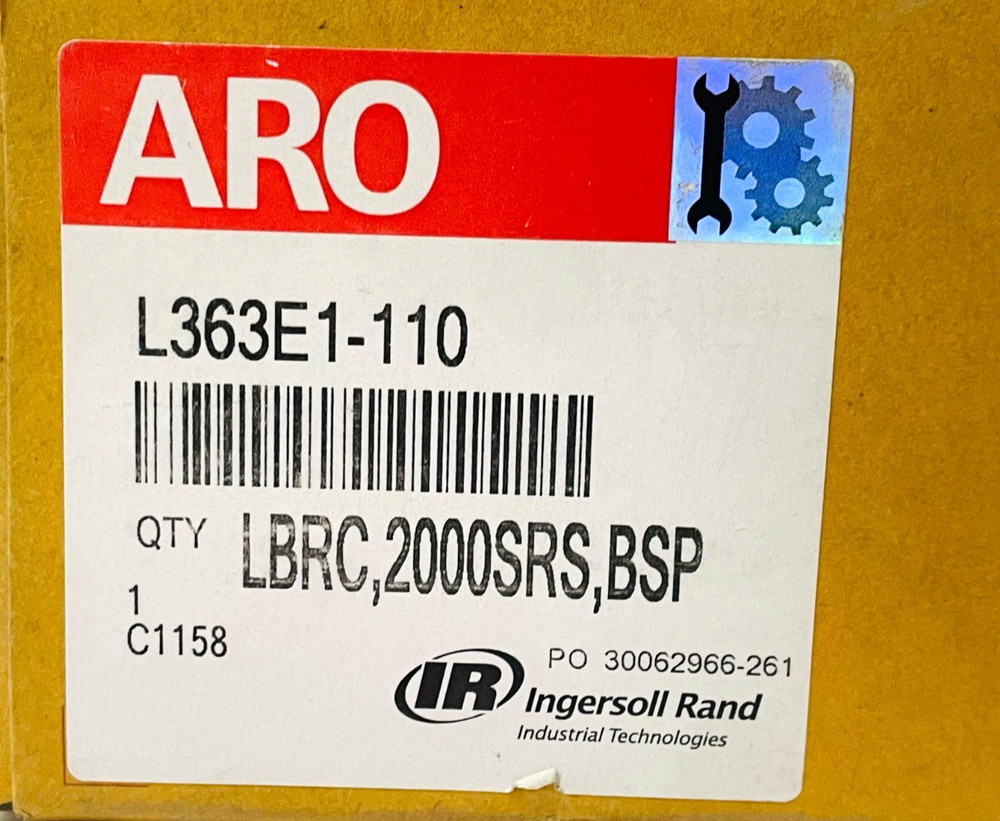 ARO
L363E1-110
QTY LBRC,2000SRS,BSP
1
C1158
PO 30062966-261
IR Ingersoll Rand
Industrial Technologies